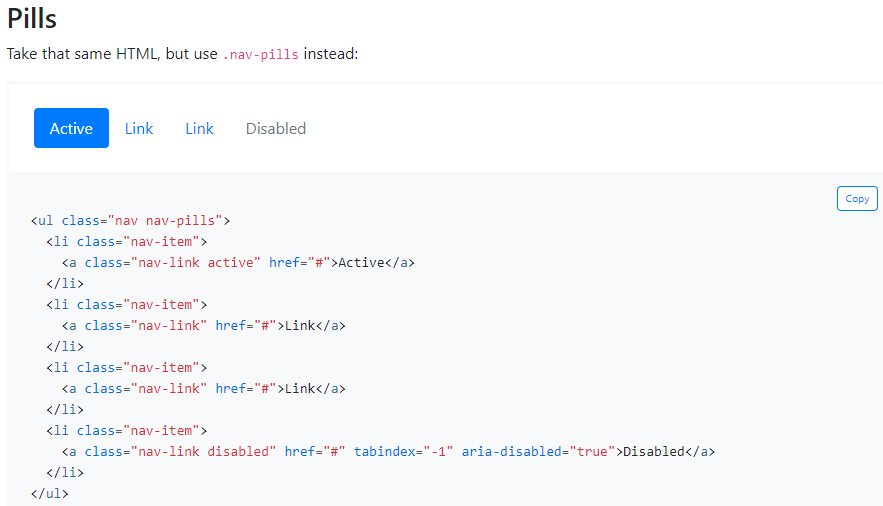 Pills
Take that same HTML, but use .nav-pills instead:
Active Link Link Disabled
Copy
<ul class="nav nav-pills">
  <li class="nav-item">
    <a class="nav-link active" href="#">Active</a>
  </li>
  <li class="nav-item">
    <a class="nav-link" href="#">Link</a>
  </li>
  <li class="nav-item">
    <a class="nav-link" href="#">Link</a>
  </li>
  <li class="nav-item">
    <a class="nav-link disabled" href="#" tabindex="-1" aria-disabled="true">Disabled</a>
  </li>
</ul>